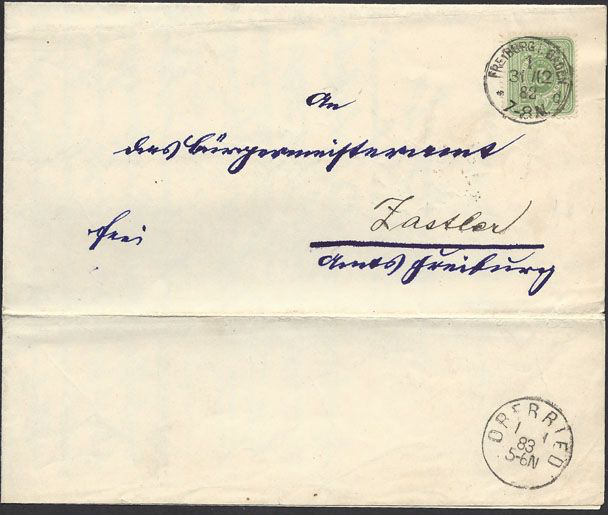 FREIBURG i. BADEN
1
31 12
82
* d
7-8N
An
das Bürgermeisteramt
Zastler
frei
Amts Freiburg
OBERRIED
1 1
83
5-6N